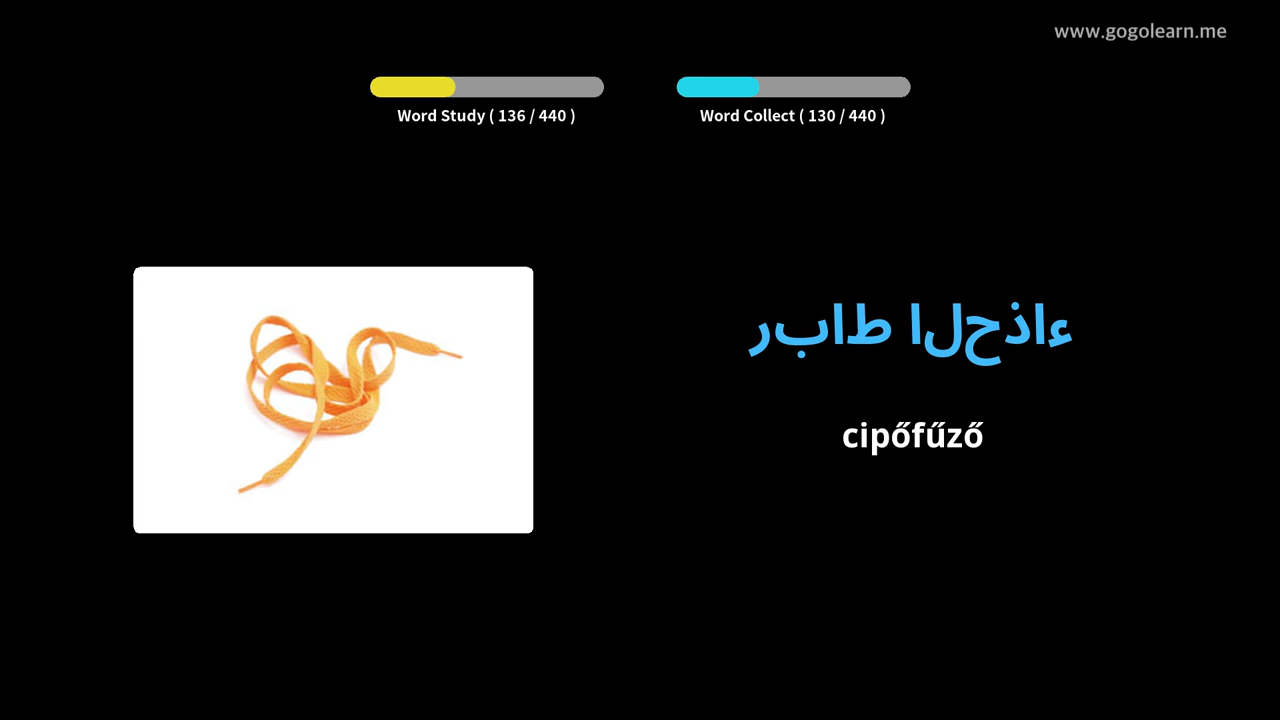 www.gogolearn.me
Word Study ( 136 / 440 )
Word Collect ( 130 / 440 )
رباط الحذاء
cipőfűző